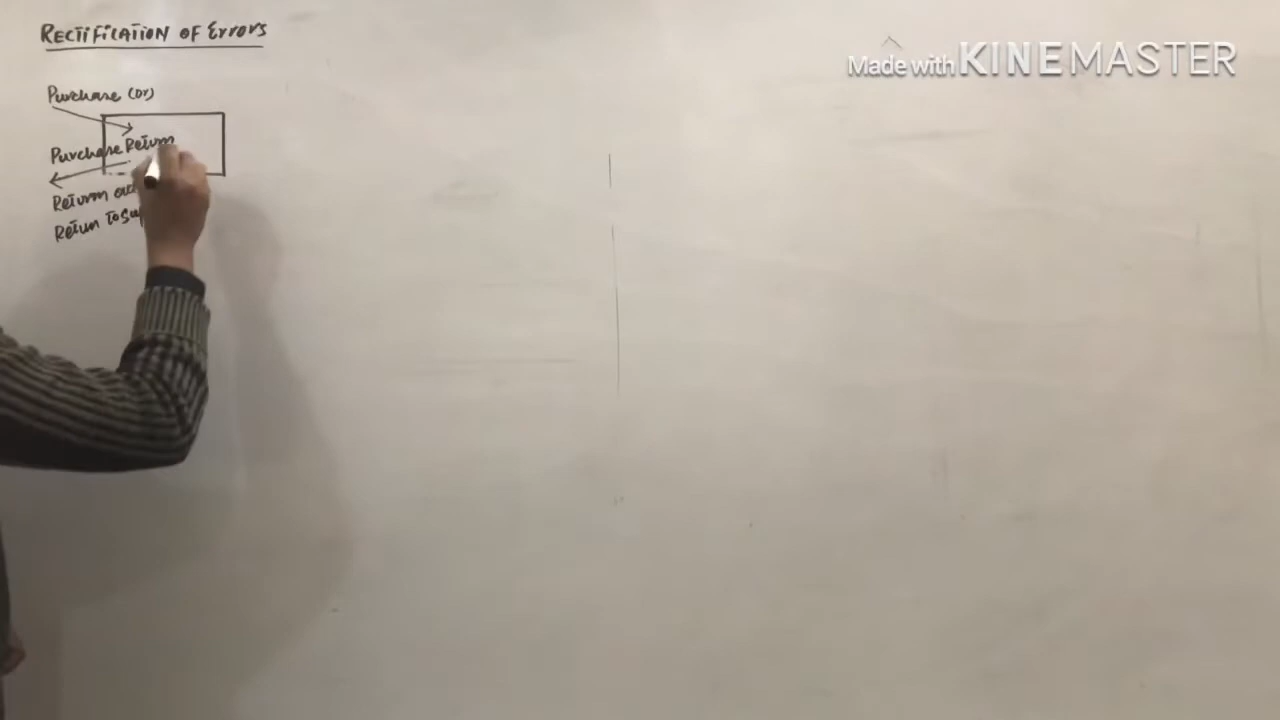 RECTIFICATION OF ERRORS
Made with KINEMASTER
Purchase (Dr)
Purchase Return
Return
Return To